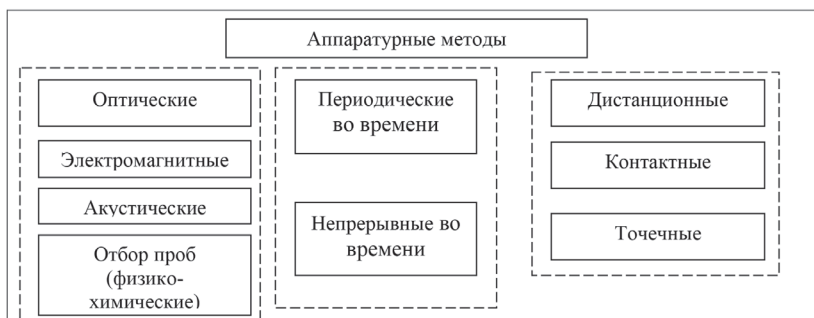 Аппаратурные методы
Оптические
Электромагнитные
Акустические
Отбор проб
(физико-
химические)
Периодические
во времени
Непрерывные во
времени
Дистанционные
Контактные
Точечные